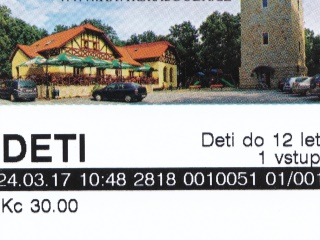 DETI
Deti do 12 let
1 vstup
24.03.17 10:48 2818 0010051 01/001
Kc 30.00